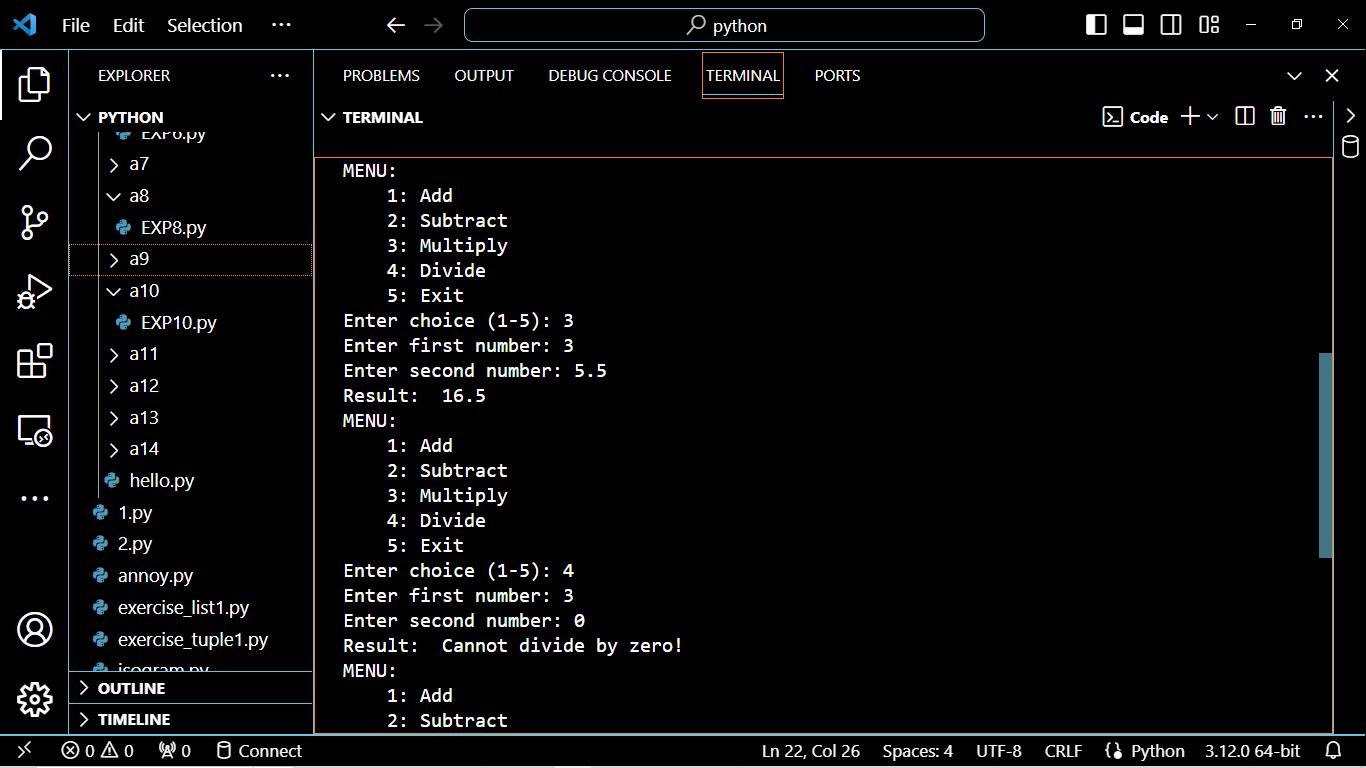 File Edit Selection ···
python
EXPLORER ···
PYTHON
EXP6.py
a7
a8
EXP8.py
a9
a10
EXP10.py
a11
a12
a13
a14
hello.py
1.py
2.py
annoy.py
exercise_list1.py
exercise_tuple1.py
isogram.py
OUTLINE
TIMELINE
PROBLEMS OUTPUT DEBUG CONSOLE TERMINAL PORTS
TERMINAL
Code
MENU:
1: Add
2: Subtract
3: Multiply
4: Divide
5: Exit
Enter choice (1-5): 3
Enter first number: 3
Enter second number: 5.5
Result:  16.5
MENU:
1: Add
2: Subtract
3: Multiply
4: Divide
5: Exit
Enter choice (1-5): 4
Enter first number: 3
Enter second number: 0
Result:  Cannot divide by zero!
MENU:
1: Add
2: Subtract
0 0 0 Connect
Ln 22, Col 26 Spaces: 4 UTF-8 CRLF Python 3.12.0 64-bit